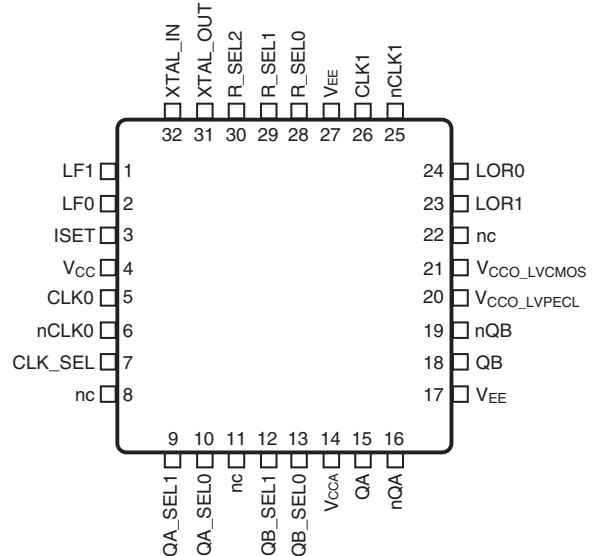 XTAL_IN
XTAL_OUT
R_SEL2
R_SEL1
R_SEL0
VEE
CLK1
nCLK1
32 31 30 29 28 27 26 25
LF1 1
LF0 2
ISET 3
VCC 4
CLK0 5
nCLK0 6
CLK_SEL 7
nc 8
24 LOR0
23 LOR1
22 nc
21 VCCO_LVCMOS
20 VCCO_LVPECL
19 nQB
18 QB
17 VEE
9 10 11 12 13 14 15 16
QA_SEL1
QA_SEL0
nc
QB_SEL1
QB_SEL0
VCCA
QA
nQA